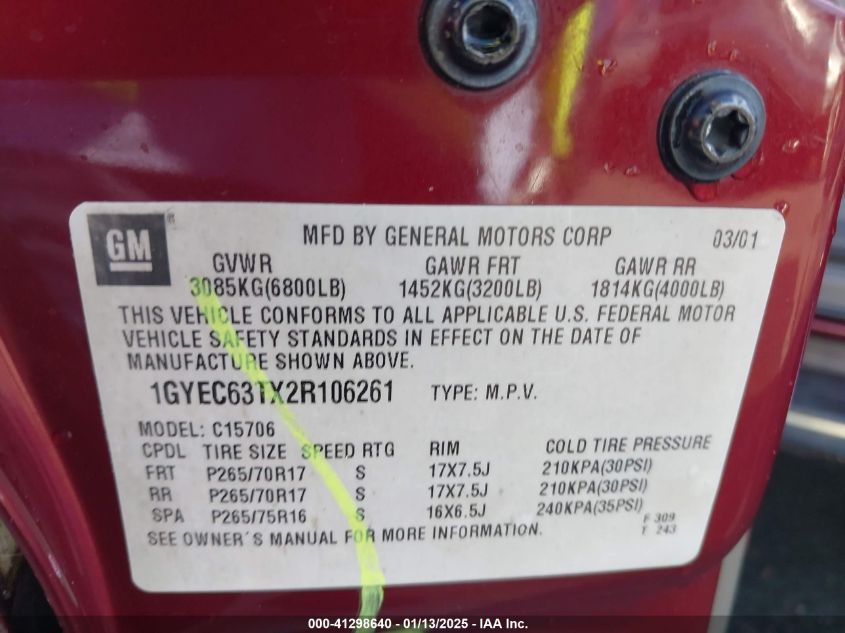 GM ®
MFD BY GENERAL MOTORS CORP 03/01
GVWR GAWR FRT GAWR RR
3085KG(6800LB) 1452KG(3200LB) 1814KG(4000LB)
THIS VEHICLE CONFORMS TO ALL APPLICABLE U.S. FEDERAL MOTOR
VEHICLE SAFETY STANDARDS IN EFFECT ON THE DATE OF
MANUFACTURE SHOWN ABOVE.
1GYEC63TX2R106261 TYPE: M.P.V.
MODEL: C15706
CPDL TIRE SIZE SPEED RTG RIM COLD TIRE PRESSURE
FRT P265/70R17 S 17X7.5J 210KPA(30PSI)
RR P265/70R17 S 17X7.5J 210KPA(30PSI)
SPA P265/75R16 S 16X6.5J 240KPA(35PSI)
SEE OWNER'S MANUAL FOR MORE INFORMATION.
F 309
T 243
000-41298640 - 01/13/2025 - IAA Inc.